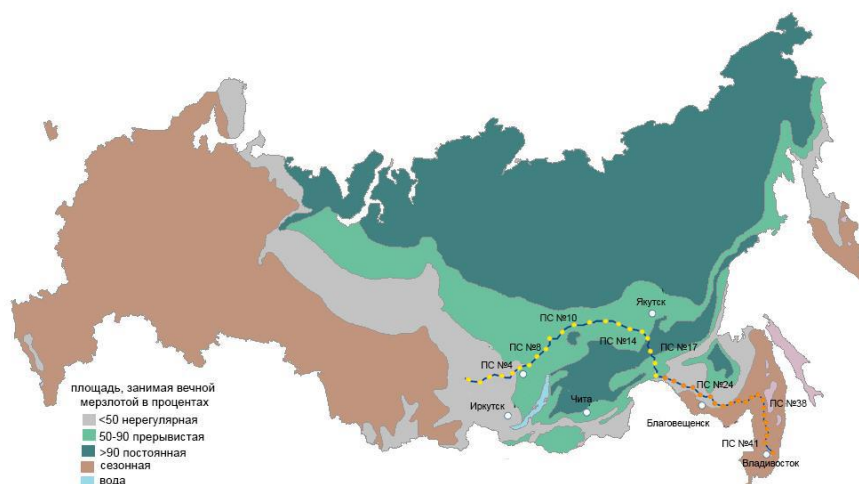 Якутск
ПС №10
ПС №14
ПС №17
ПС №8
ПС №4
ПС №24
площадь, занимая вечной
мерзлотой в процентах
Иркутск
Чита
ПС №38
<50 нерегулярная
Благовещенск
50-90 прерывистая
ПС №41
>90 постоянная
Владивосток
сезонная
вода